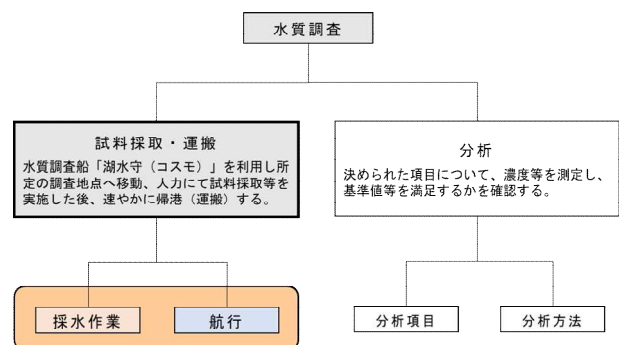 水質調査
試料採取・運搬
水質調査船「湖水守（コスモ）」を利用し所
定の調査地点へ移動、人力にて試料採取等を
実施した後、速やかに帰港（運搬）する。
分析
決められた項目について、濃度等を測定し、
基準値等を満足するかを確認する。
採水作業
航行
分析項目
分析方法